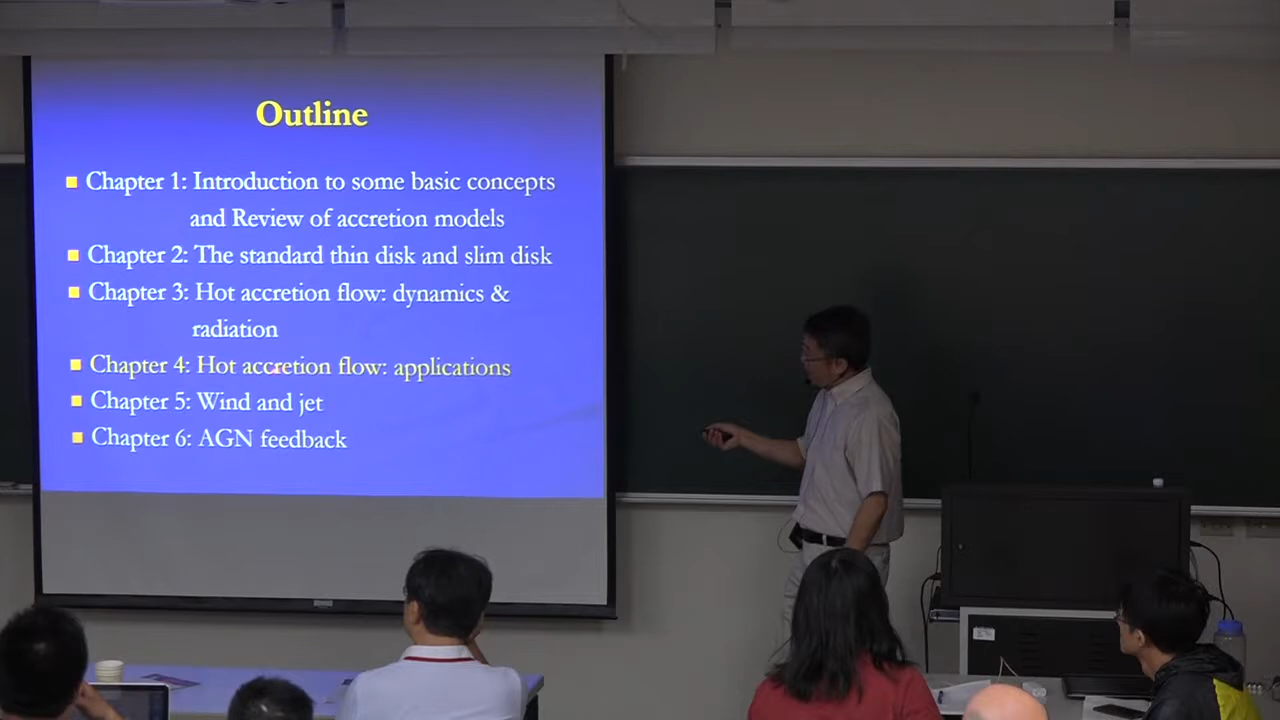 Outline
Chapter 1: Introduction to some basic concepts
and Review of accretion models
Chapter 2: The standard thin disk and slim disk
Chapter 3: Hot accretion flow: dynamics &
radiation
Chapter 4: Hot accretion flow: applications
Chapter 5: Wind and jet
Chapter 6: AGN feedback